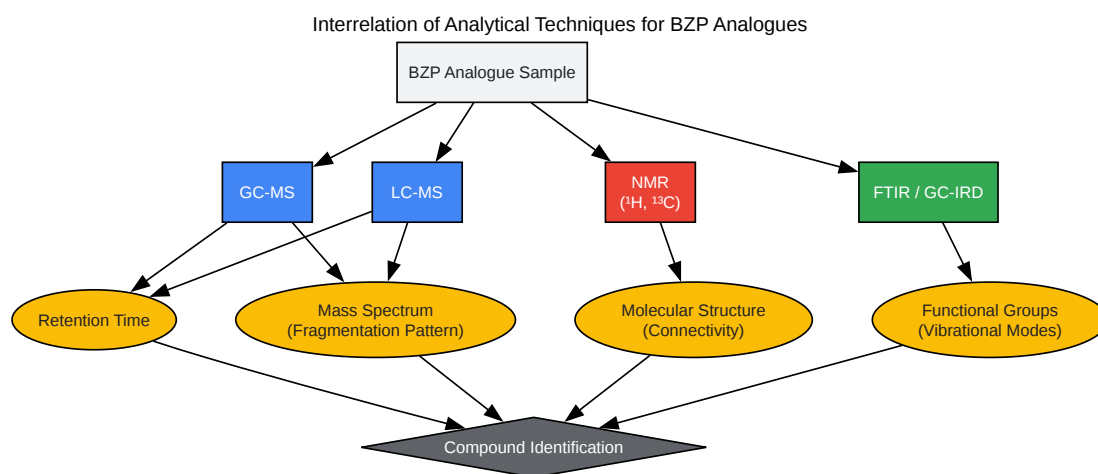 Interrelation of Analytical Techniques for BZP Analogues
BZP Analogue Sample
GC-MS
LC-MS
NMR
(¹H, ¹³C)
FTIR / GC-IRD
Retention Time
Mass Spectrum
(Fragmentation Pattern)
Molecular Structure
(Connectivity)
Functional Groups
(Vibrational Modes)
Compound Identification